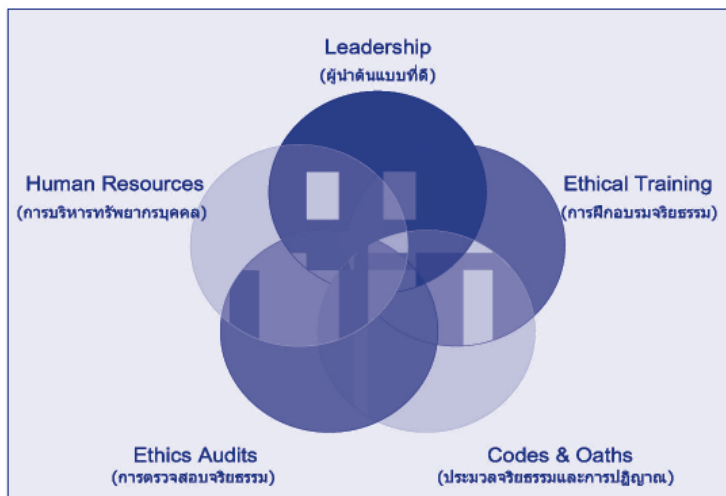 Leadership
(ผู้นำต้นแบบที่ดี)
Human Resources
(การบริหารทรัพยากรบุคคล)
Ethical Training
(การฝึกอบรมจริยธรรม)
Ethics Audits
(การตรวจสอบจริยธรรม)
Codes & Oaths
(ประมวลจริยธรรมและการปฏิญาณ)